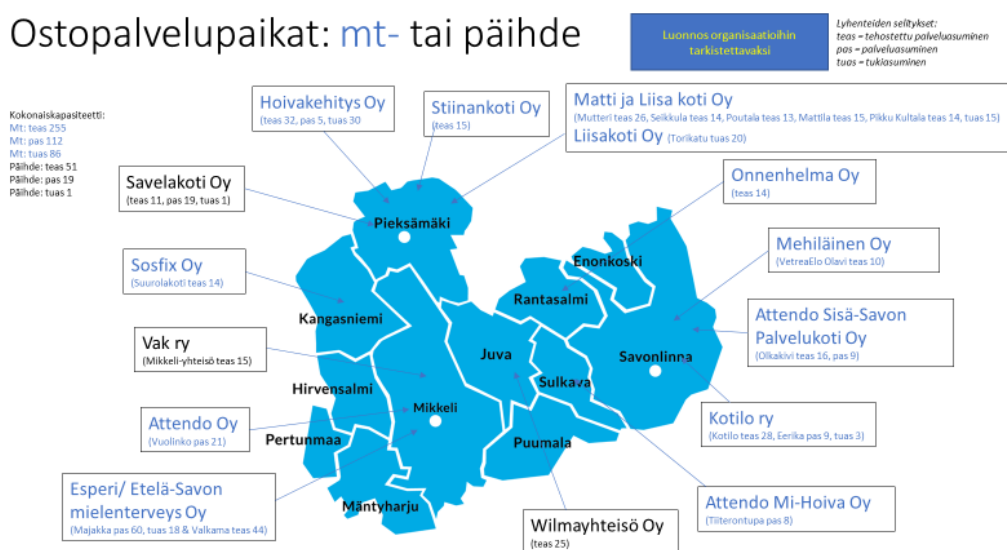 Ostopalvelupaikat: mt- tai päihde
Luonnos organisaatioihin
tarkistettavaksi
Lyhenteiden selitykset:
teas = tehostettu palveluasuminen
pas = palveluasuminen
tuas = tukiasuminen
Kokonaiskapasiteetti:
Mt: teas 255
Mt: pas 112
Mt: tuas 86
Päihde: teas 51
Päihde: pas 19
Päihde: tuas 1
Hoivakehitys Oy
(teas 32, pas 5, tuas 30
Stiinankoti Oy
(teas 15)
Matti ja Liisa koti Oy
(Mutteri teas 26, Seikkula teas 14, Poutala teas 13, Mattila teas 15, Pikku Kultala teas 14, tuas 15)
Liisakoti Oy (Torikatu tuas 20)
Savelakoti Oy
(teas 11, pas 19, tuas 1)
Onnenhelma Oy
(teas 14)
Mehiläinen Oy
(VetreaElo Olavi teas 10)
Sosfix Oy
(Suurolakoti teas 14)
Attendo Sisä-Savon
Palvelukoti Oy
(Olkakivi teas 16, pas 9)
Vak ry
(Mikkeli-yhteisö teas 15)
Attendo Oy
(Vuolinko pas 21)
Kotilo ry
(Kotilo teas 28, Eerika pas 9, tuas 3)
Esperi/ Etelä-Savon
mielenterveys Oy
(Majakka pas 60, tuas 18 & Valkama teas 44)
Wilmayhteisö Oy
(teas 25)
Attendo Mi-Hoiva Oy
(Tiiterontupa pas 8)
Pieksämäki
Enonkoski
Rantasalmi
Kangasniemi
Juva
Savonlinna
Sulkava
Hirvensalmi
Mikkeli
Pertunmaa
Puumala
Mäntyharju